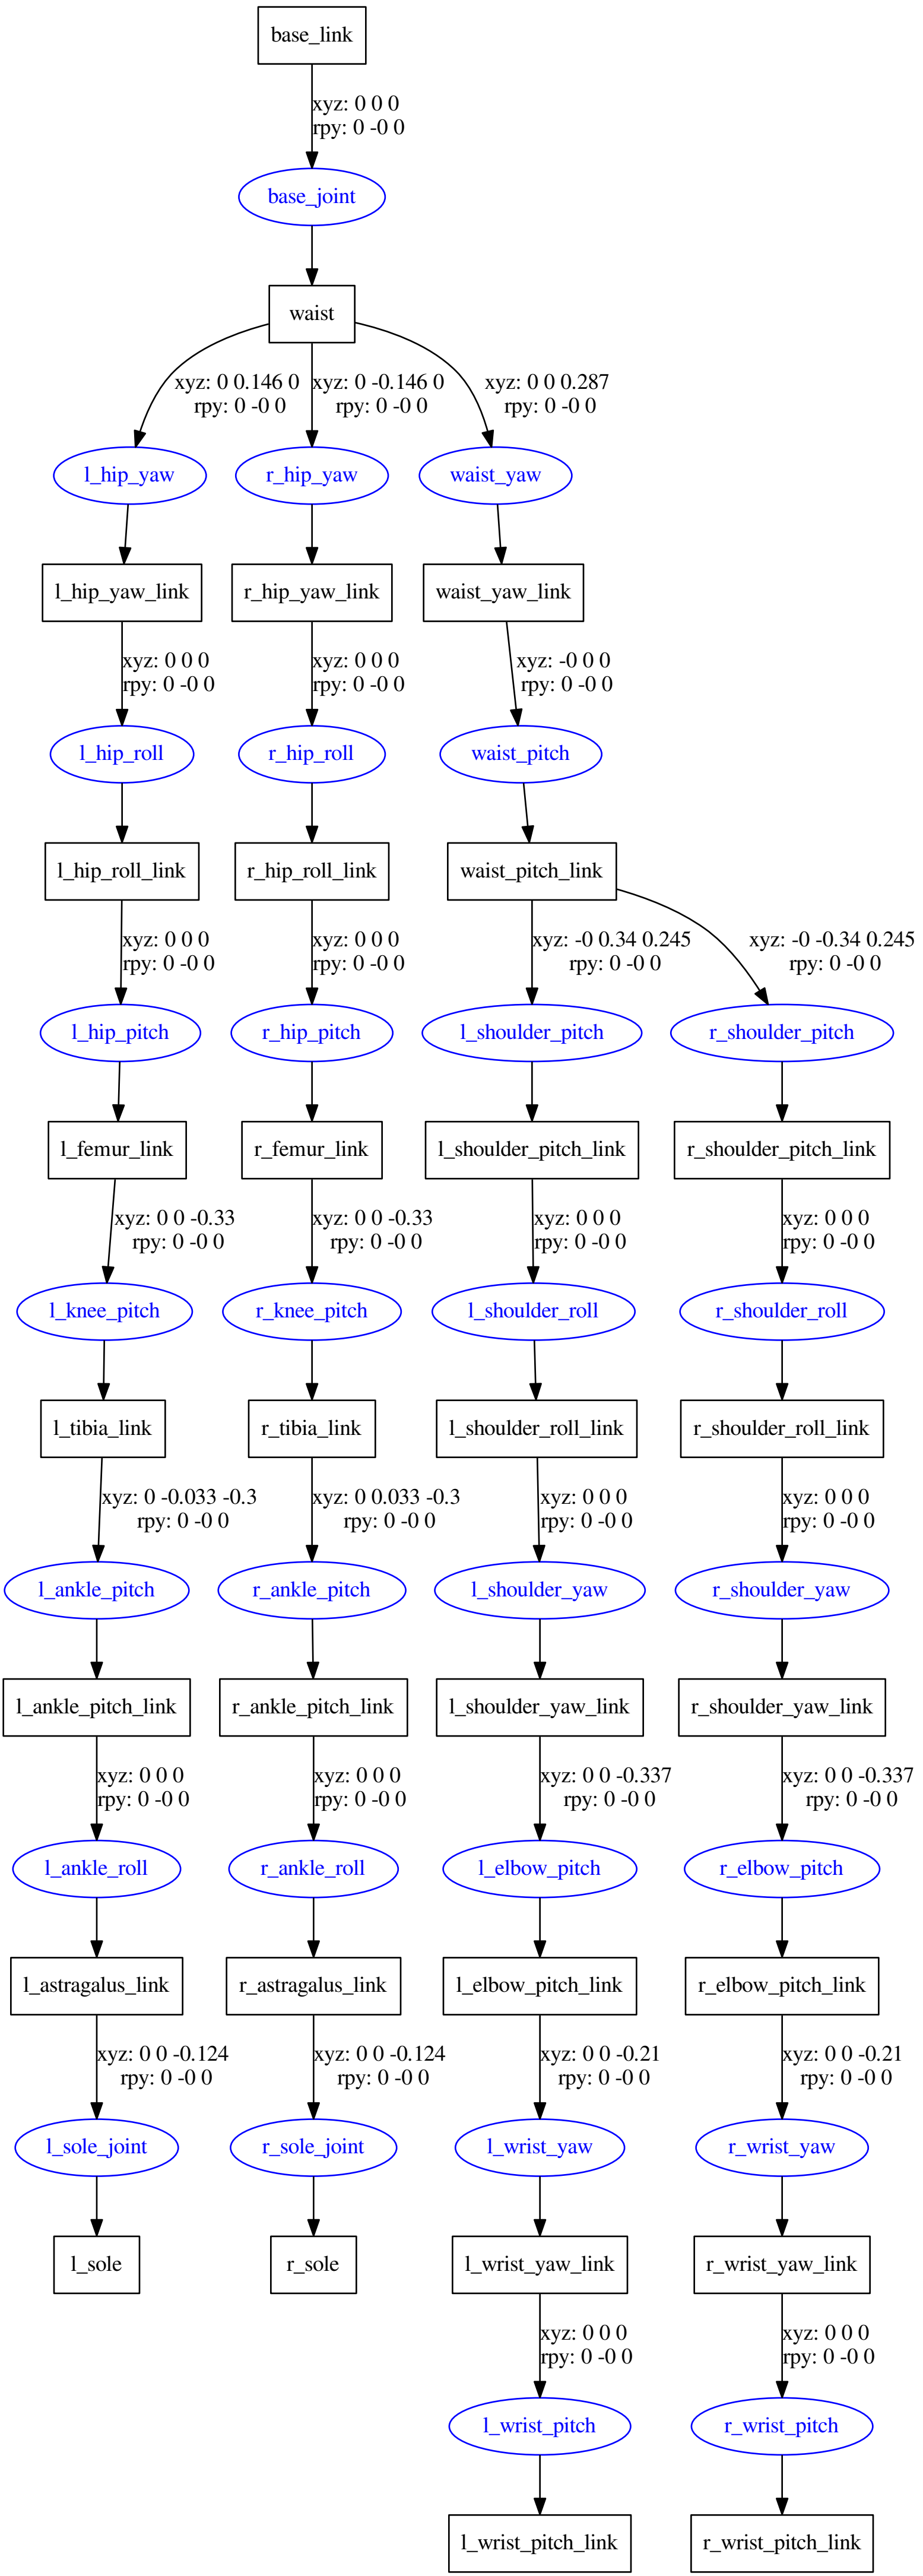 base_link
xyz: 0 0 0
rpy: 0 -0 0
base_joint
waist
xyz: 0 0.146 0
rpy: 0 -0 0
xyz: 0 -0.146 0
rpy: 0 -0 0
xyz: 0 0 0.287
rpy: 0 -0 0
l_hip_yaw
r_hip_yaw
waist_yaw
l_hip_yaw_link
r_hip_yaw_link
waist_yaw_link
xyz: 0 0 0
rpy: 0 -0 0
xyz: 0 0 0
rpy: 0 -0 0
xyz: -0 0 0
rpy: 0 -0 0
l_hip_roll
r_hip_roll
waist_pitch
l_hip_roll_link
r_hip_roll_link
waist_pitch_link
xyz: 0 0 0
rpy: 0 -0 0
xyz: 0 0 0
rpy: 0 -0 0
xyz: -0 0.34 0.245
rpy: 0 -0 0
xyz: -0 -0.34 0.245
rpy: 0 -0 0
l_hip_pitch
r_hip_pitch
l_shoulder_pitch
r_shoulder_pitch
l_femur_link
r_femur_link
l_shoulder_pitch_link
r_shoulder_pitch_link
xyz: 0 0 -0.33
rpy: 0 -0 0
xyz: 0 0 -0.33
rpy: 0 -0 0
xyz: 0 0 0
rpy: 0 -0 0
xyz: 0 0 0
rpy: 0 -0 0
l_knee_pitch
r_knee_pitch
l_shoulder_roll
r_shoulder_roll
l_tibia_link
r_tibia_link
l_shoulder_roll_link
r_shoulder_roll_link
xyz: 0 -0.033 -0.3
rpy: 0 -0 0
xyz: 0 0.033 -0.3
rpy: 0 -0 0
xyz: 0 0 0
rpy: 0 -0 0
xyz: 0 0 0
rpy: 0 -0 0
l_ankle_pitch
r_ankle_pitch
l_shoulder_yaw
r_shoulder_yaw
l_ankle_pitch_link
r_ankle_pitch_link
l_shoulder_yaw_link
r_shoulder_yaw_link
xyz: 0 0 0
rpy: 0 -0 0
xyz: 0 0 0
rpy: 0 -0 0
xyz: 0 0 -0.337
rpy: 0 -0 0
xyz: 0 0 -0.337
rpy: 0 -0 0
l_ankle_roll
r_ankle_roll
l_elbow_pitch
r_elbow_pitch
l_astragalus_link
r_astragalus_link
l_elbow_pitch_link
r_elbow_pitch_link
xyz: 0 0 -0.124
rpy: 0 -0 0
xyz: 0 0 -0.124
rpy: 0 -0 0
xyz: 0 0 -0.21
rpy: 0 -0 0
xyz: 0 0 -0.21
rpy: 0 -0 0
l_sole_joint
r_sole_joint
l_wrist_yaw
r_wrist_yaw
l_sole
r_sole
l_wrist_yaw_link
r_wrist_yaw_link
xyz: 0 0 0
rpy: 0 -0 0
xyz: 0 0 0
rpy: 0 -0 0
l_wrist_pitch
r_wrist_pitch
l_wrist_pitch_link
r_wrist_pitch_link